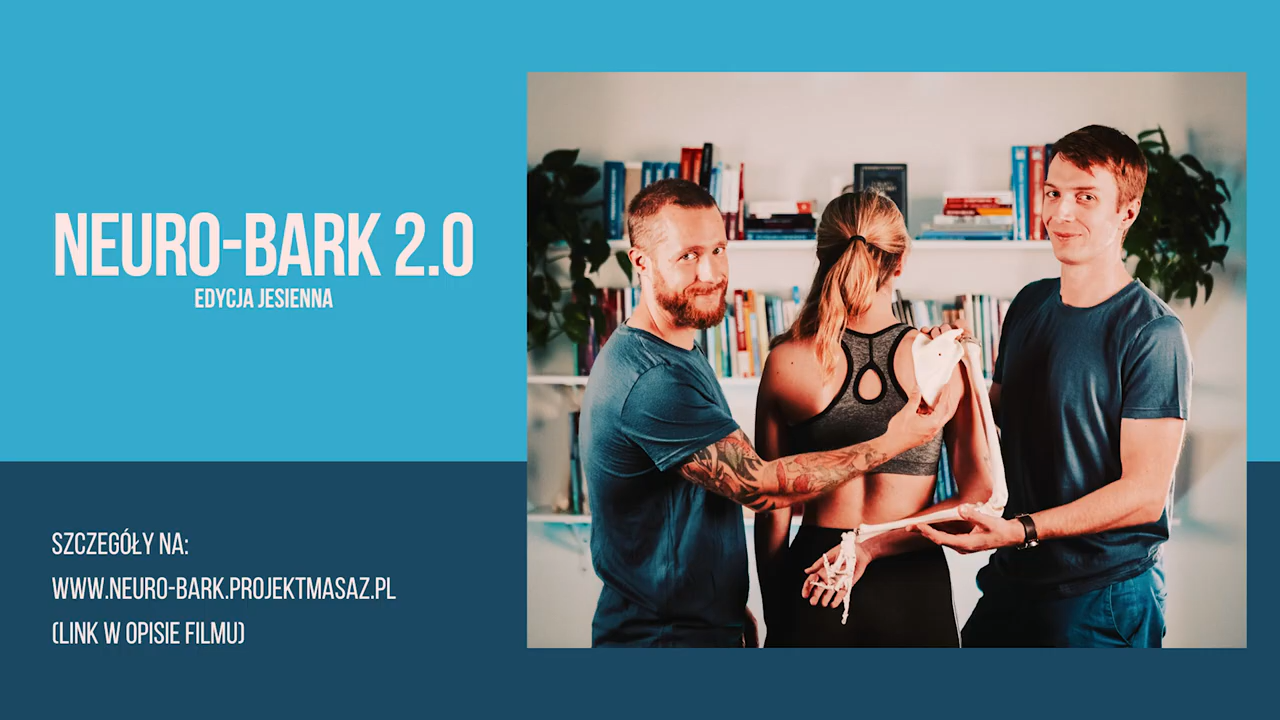 NEURO-BARK 2.0
EDYCJA JESIENNA
SZCZEGÓŁY NA:
WWW.NEURO-BARK.PROJEKTMASAZ.PL
(LINK W OPISIE FILMU)